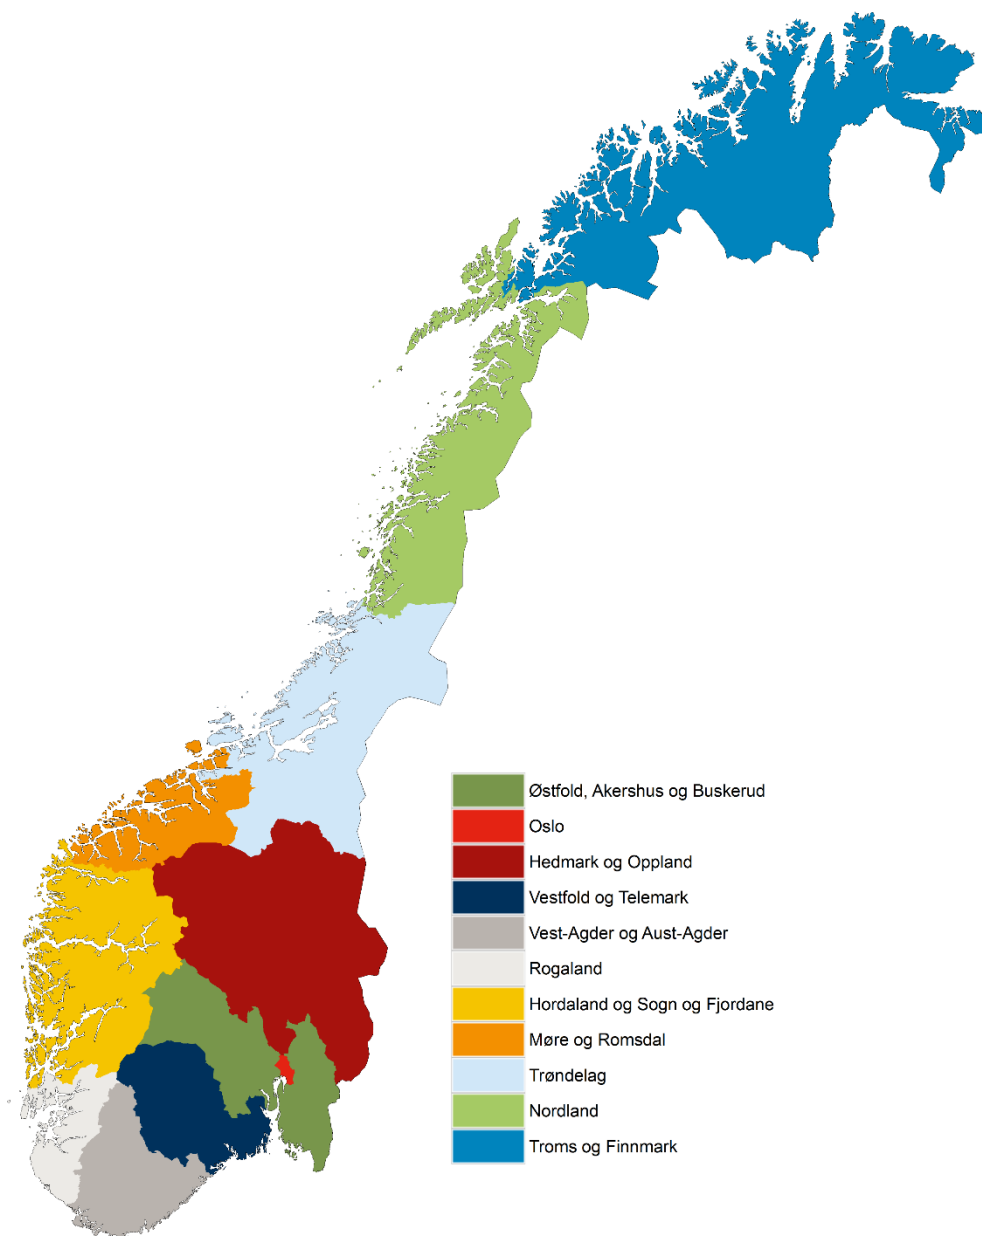 Østfold, Akershus og Buskerud
Oslo
Hedmark og Oppland
Vestfold og Telemark
Vest-Agder og Aust-Agder
Rogaland
Hordaland og Sogn og Fjordane
Møre og Romsdal
Trøndelag
Nordland
Troms og Finnmark